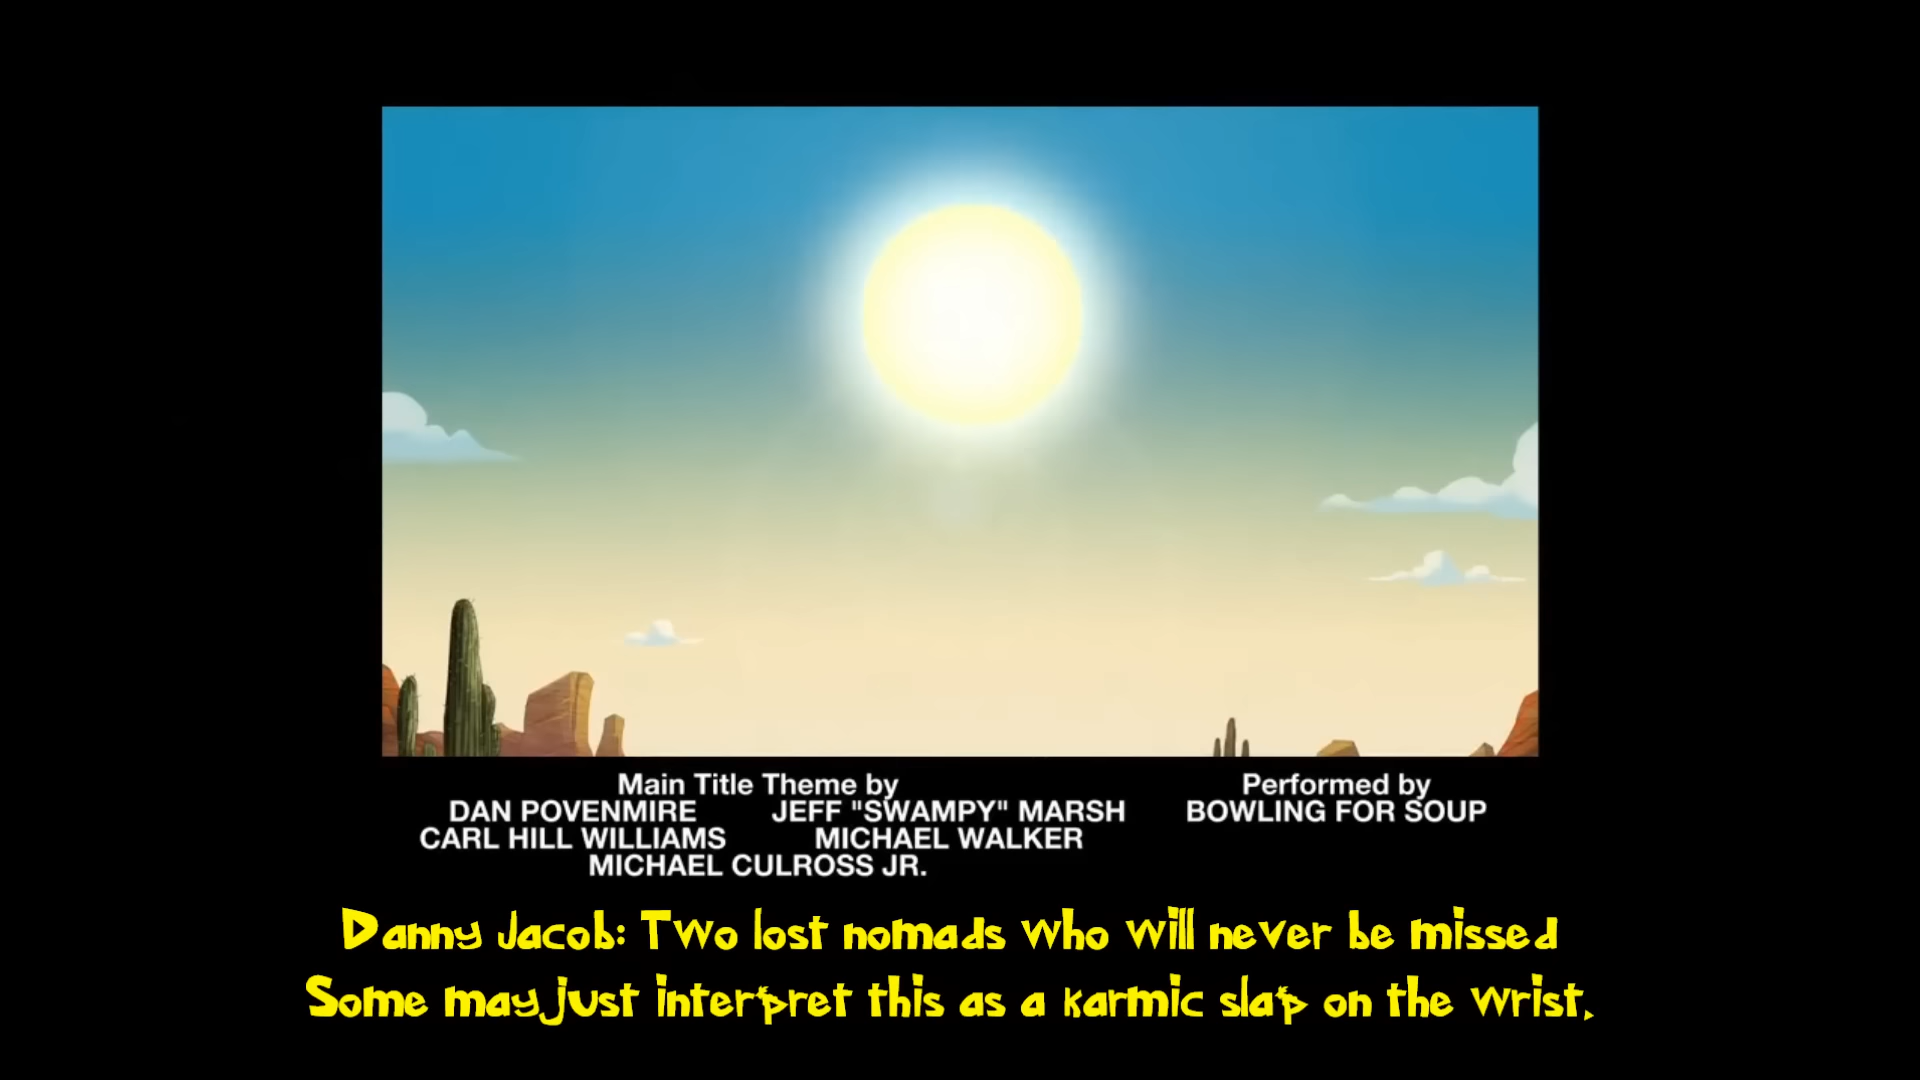 Main Title Theme by
DAN POVENMIRE JEFF "SWAMPY" MARSH
CARL HILL WILLIAMS MICHAEL WALKER
MICHAEL CULROSS JR.
Performed by
BOWLING FOR SOUP
Danny Jacob: Two lost nomads who will never be missed
Some may just interpret this as a karmic slap on the wrist.